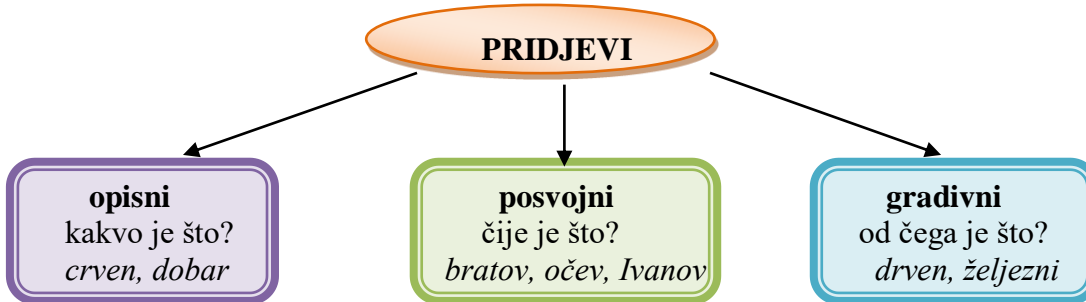 PRIDJEVI
opisni
kakvo je što?
crven, dobar
posvojni
čije je što?
bratov, očev, Ivanov
gradivni
od čega je što?
drven, željezni